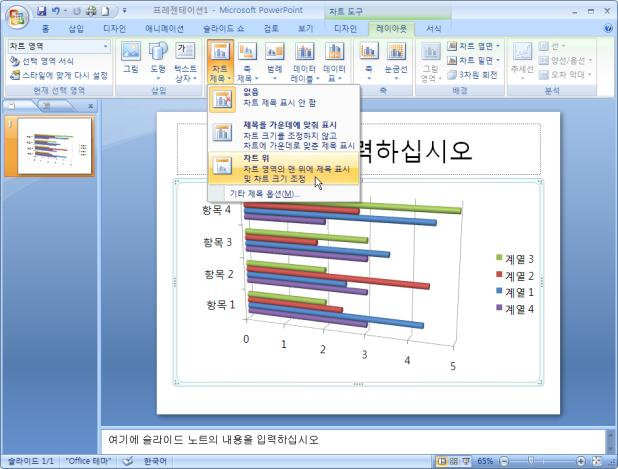 프레젠테이션1 - Microsoft PowerPoint
차트 도구
홈 삽입 디자인 애니메이션 슬라이드 쇼 검토 보기 디자인 레이아웃 서식
차트 영역
선택 영역 서식
스타일에 맞게 다시 설정
현재 선택 영역
그림
도형
텍스트
상자
삽입
차트
제목
축
제목
범례
데이터
레이블
데이터
표
축
눈금선
축
그림
영역
차트 옆면
차트 밑면
3차원 회전
배경
추세선
선
양선/음선
오차 막대
분석
없음
차트 제목 표시 안 함
제목을 가운데에 맞춰 표시
차트 크기를 조정하지 않고
차트에 가운데로 맞춘 제목 표시
차트 위
차트 영역의 맨 위에 제목 표시
및 차트 크기 조정
기타 제목 옵션(M)...
1
력하십시오
항목 4
항목 3
항목 2
항목 1
0 1 2 3 4 5
계열 3
계열 2
계열 1
계열 4
여기에 슬라이드 노트의 내용을 입력하십시오
슬라이드 1/1 "Office 테마" 한국어 65%